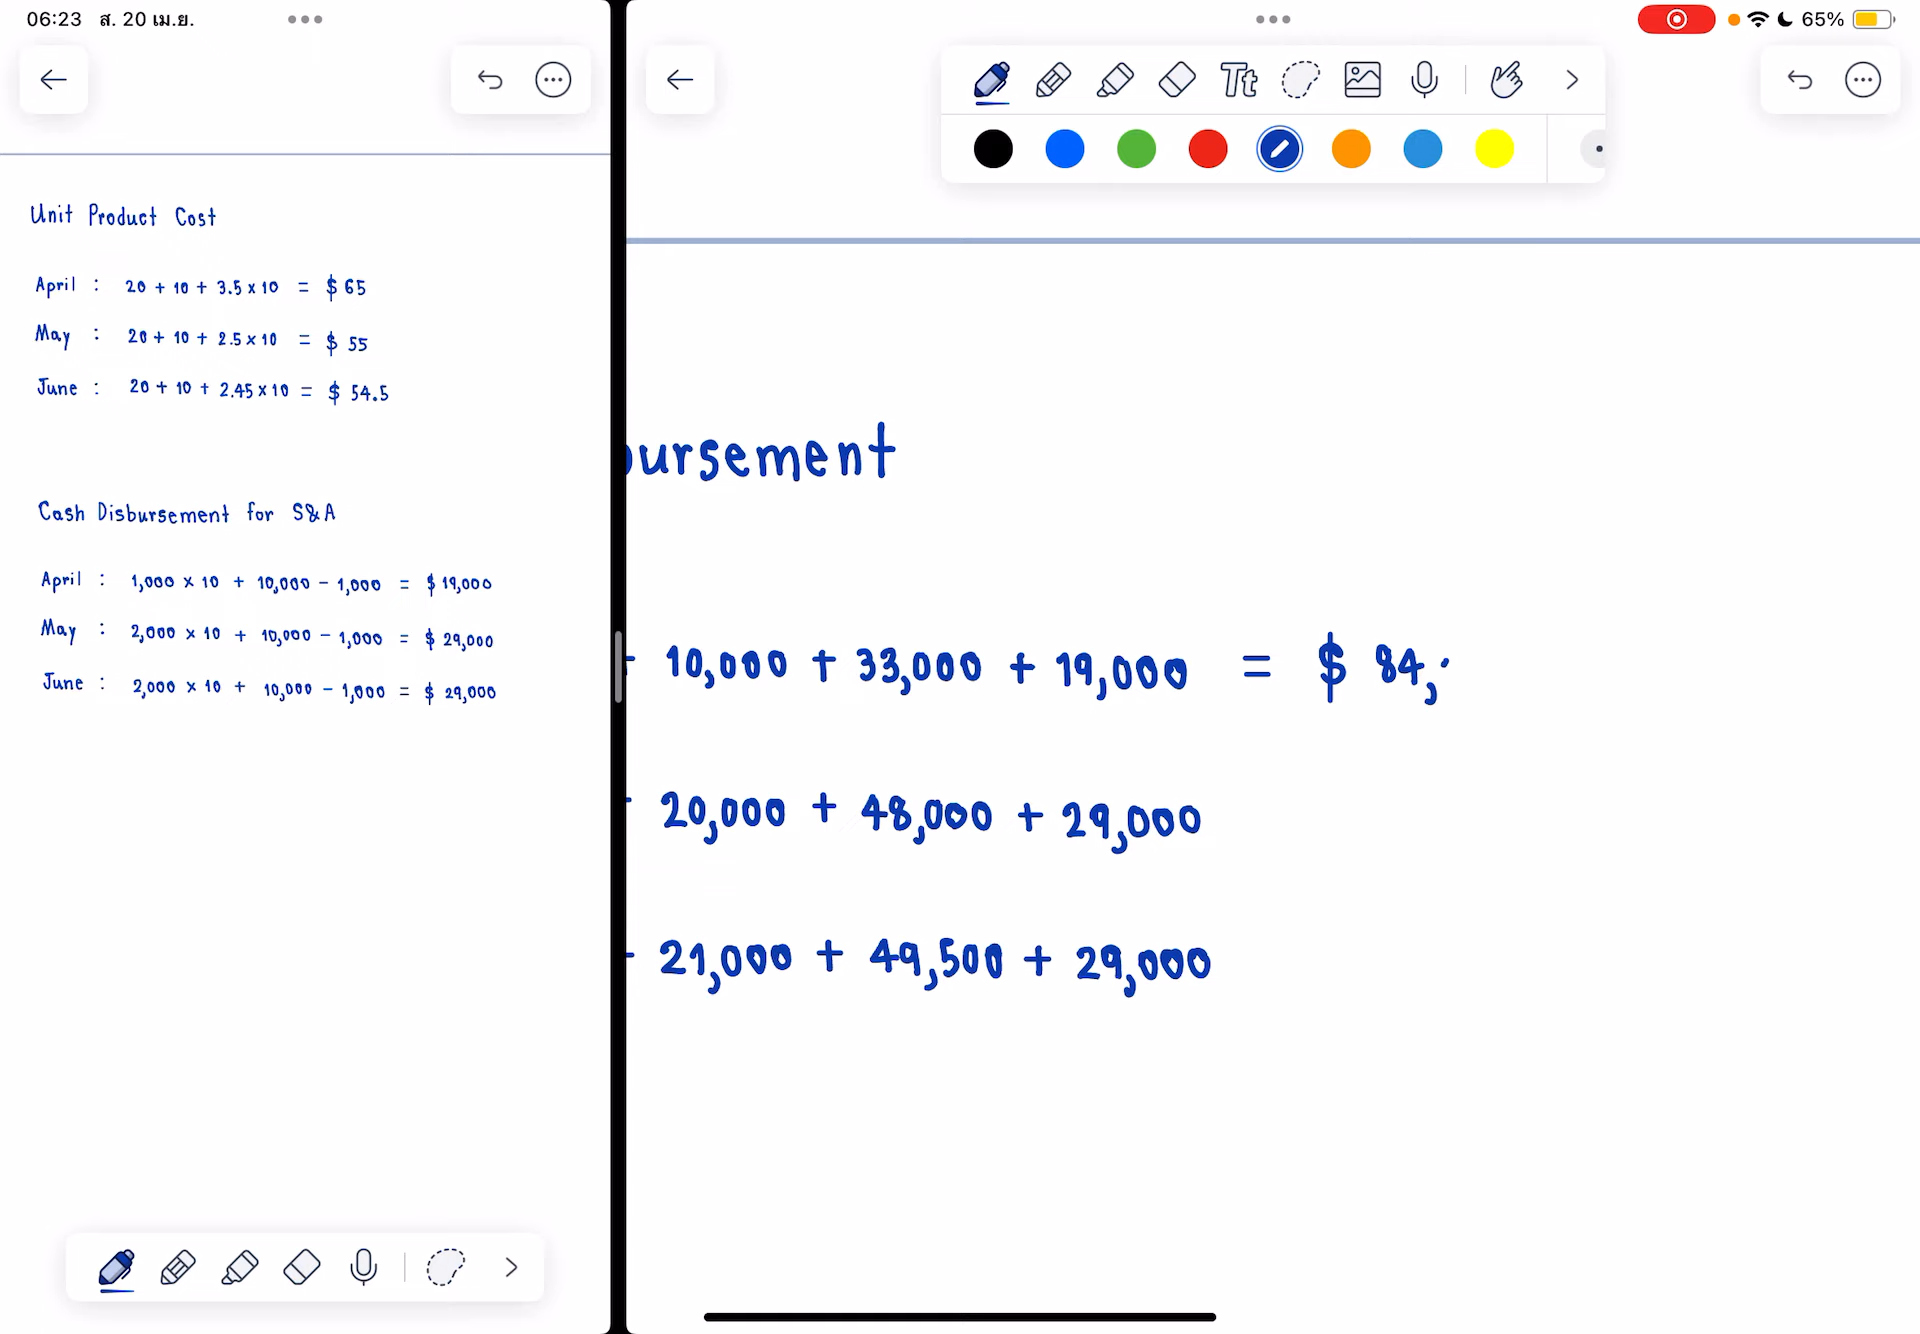 06:23 ส. 20 เม.ย.
65%
Tt
Unit Product Cost
April : 20 + 10 + 3.5 x 10 = $ 65
May : 20 + 10 + 2.5 x 10 = $ 55
June : 20 + 10 + 2.45 x 10 = $ 54.5
Cash Disbursement for S&A
April : 1,000 x 10 + 10,000 - 1,000 = $ 19,000
May : 2,000 x 10 + 10,000 - 1,000 = $ 29,000
June : 2,000 x 10 + 10,000 - 1,000 = $ 29,000
bursement
+ 10,000 + 33,000 + 19,000 = $ 84,
20,000 + 48,000 + 29,000
21,000 + 49,500 + 29,000